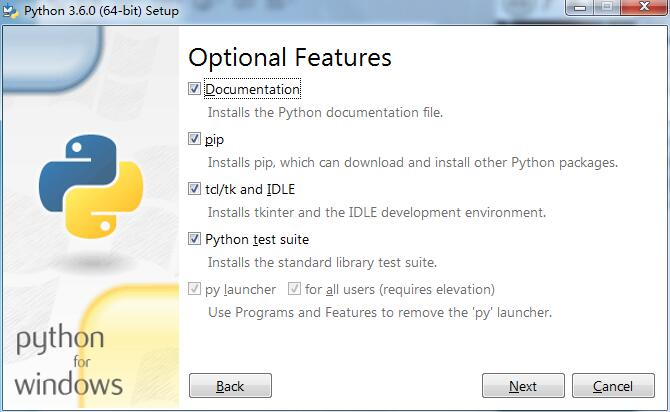 Python 3.6.0 (64-bit) Setup
Optional Features
Documentation
Installs the Python documentation file.
pip
Installs pip, which can download and install other Python packages.
tcl/tk and IDLE
Installs tkinter and the IDLE development environment.
Python test suite
Installs the standard library test suite.
py launcher for all users (requires elevation)
Use Programs and Features to remove the 'py' launcher.
python
for
windows
Back Next Cancel